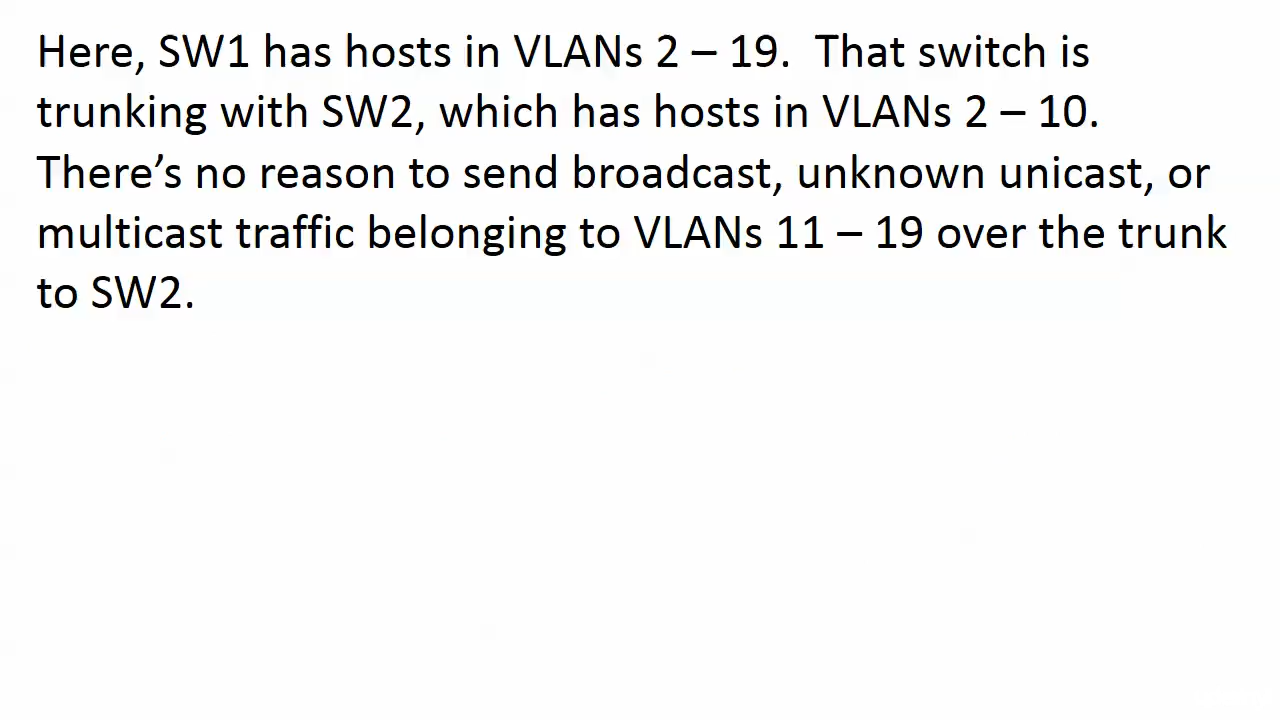 Here, SW1 has hosts in VLANs 2 – 19.  That switch is
trunking with SW2, which has hosts in VLANs 2 – 10.
There’s no reason to send broadcast, unknown unicast, or
multicast traffic belonging to VLANs 11 – 19 over the trunk
to SW2.